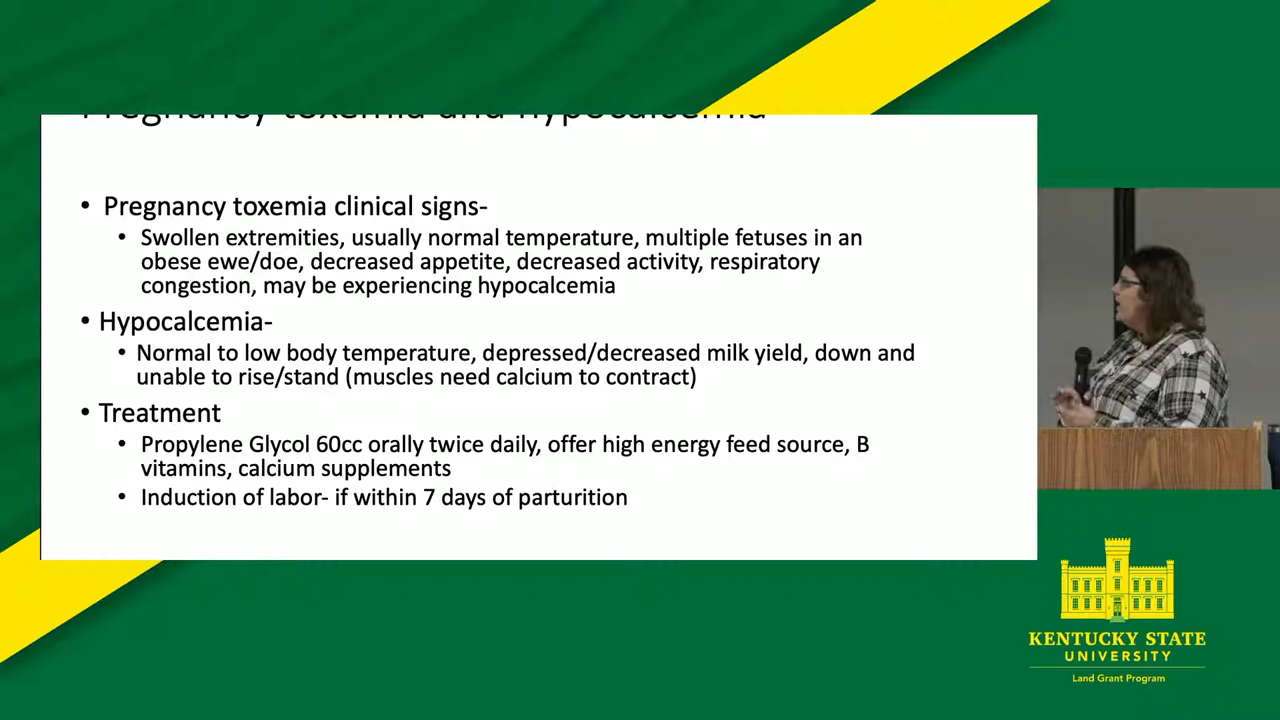 Pregnancy toxemia and hypocalcemia
• Pregnancy toxemia clinical signs-
• Swollen extremities, usually normal temperature, multiple fetuses in an
obese ewe/doe, decreased appetite, decreased activity, respiratory
congestion, may be experiencing hypocalcemia
• Hypocalcemia-
• Normal to low body temperature, depressed/decreased milk yield, down and
unable to rise/stand (muscles need calcium to contract)
• Treatment
• Propylene Glycol 60cc orally twice daily, offer high energy feed source, B
vitamins, calcium supplements
• Induction of labor- if within 7 days of parturition
KENTUCKY STATE
UNIVERSITY
Land Grant Program